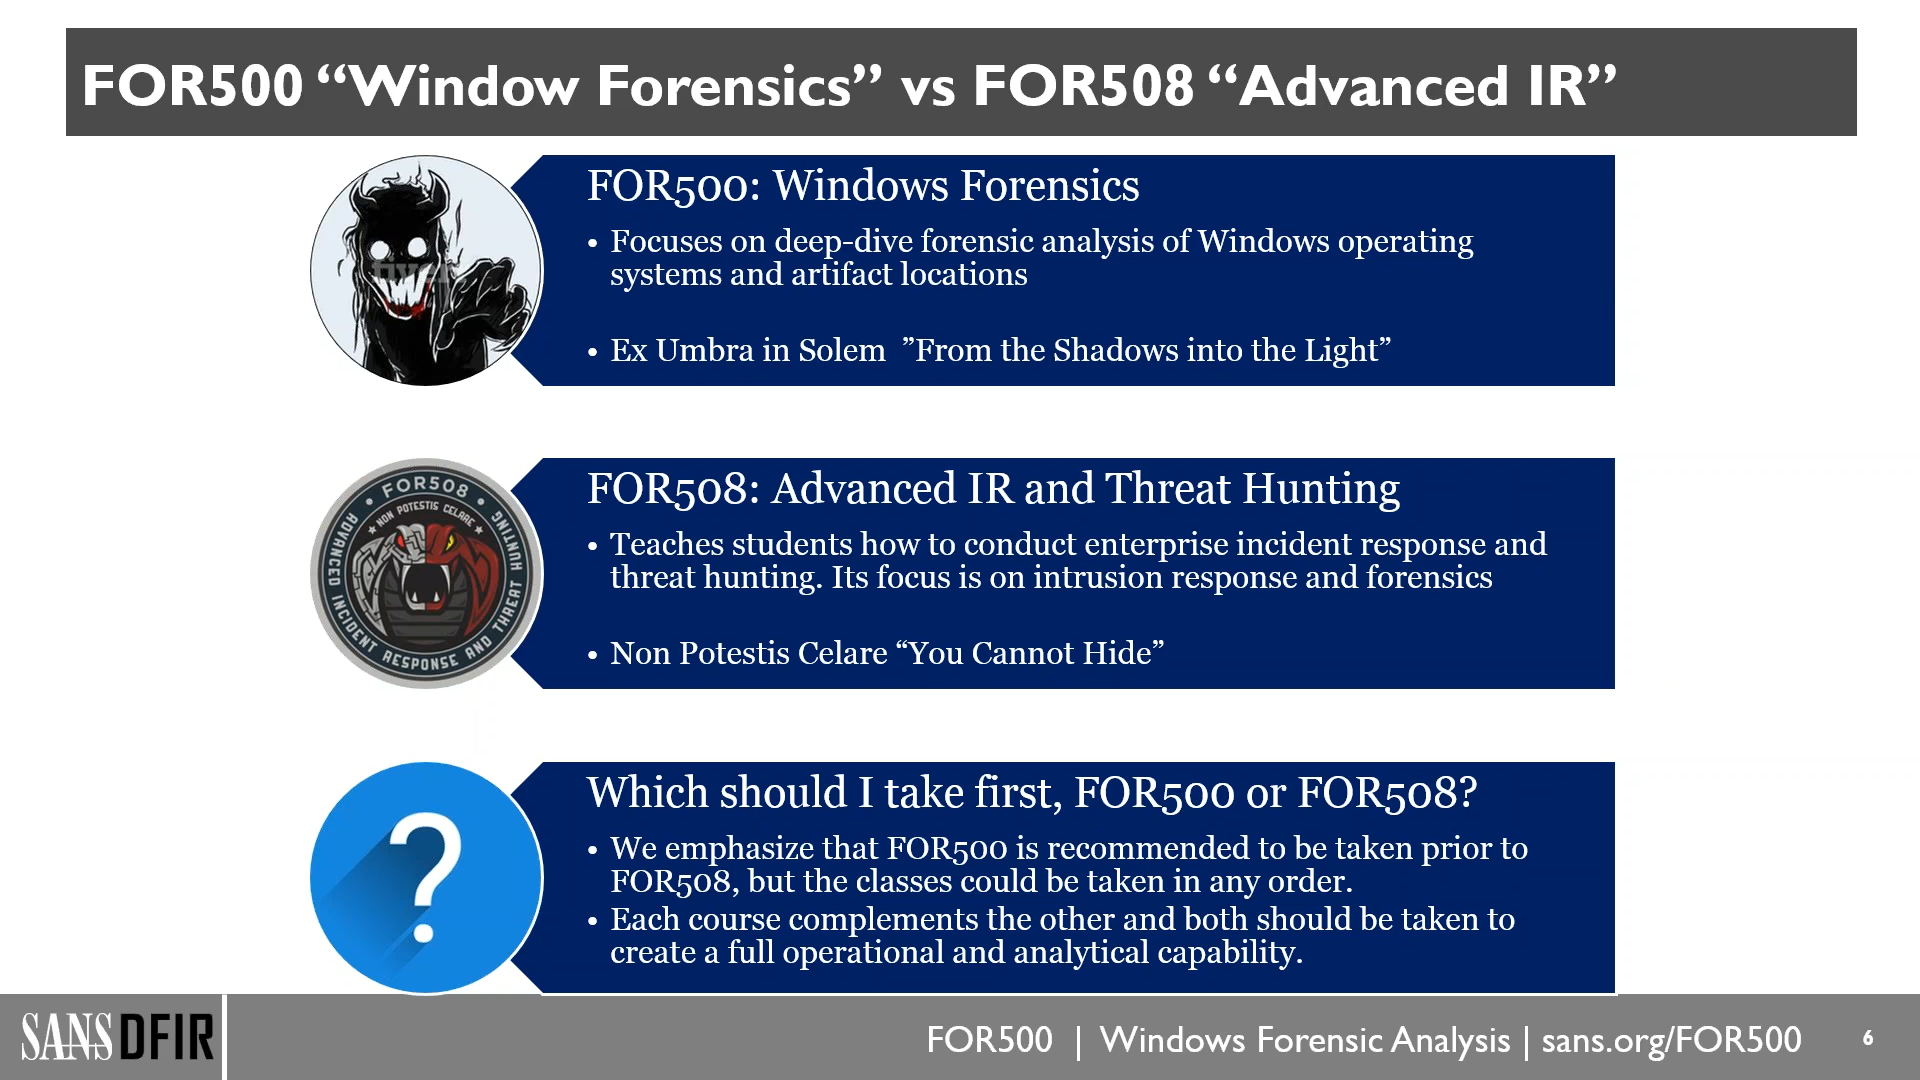 FOR500 “Window Forensics” vs FOR508 “Advanced IR”
FOR500: Windows Forensics
• Focuses on deep-dive forensic analysis of Windows operating
systems and artifact locations
• Ex Umbra in Solem ”From the Shadows into the Light”
fiverr
FOR508: Advanced IR and Threat Hunting
• Teaches students how to conduct enterprise incident response and
threat hunting. Its focus is on intrusion response and forensics
• Non Potestis Celare “You Cannot Hide”
• FOR508 •
★ NON POTESTIS CELARE ★
ADVANCED INCIDENT RESPONSE AND THREAT HUNTING
Which should I take first, FOR500 or FOR508?
• We emphasize that FOR500 is recommended to be taken prior to
FOR508, but the classes could be taken in any order.
• Each course complements the other and both should be taken to
create a full operational and analytical capability.
?
SANS DFIR
FOR500 | Windows Forensic Analysis | sans.org/FOR500
6